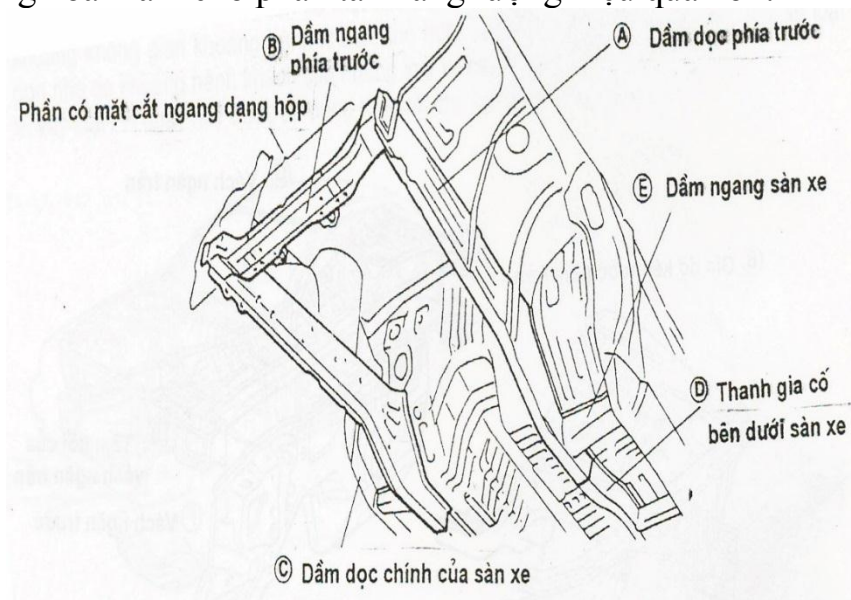 Ⓑ Dầm ngang
phía trước
Ⓐ Dầm dọc phía trước
Phần có mặt cắt ngang dạng hộp
Ⓔ Dầm ngang sàn xe
Ⓓ Thanh gia cố
bên dưới sàn xe
Ⓒ Dầm dọc chính của sàn xe